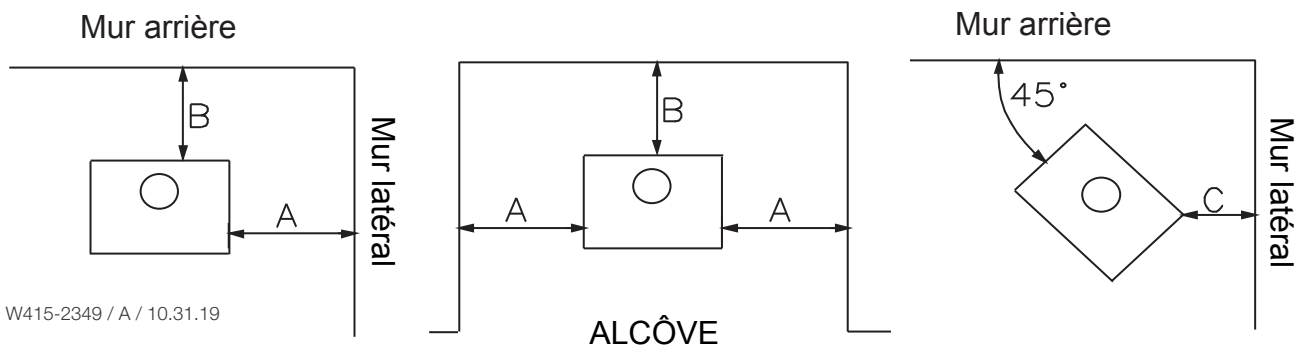 Mur arrière
B
A
Mur latéral
W415-2349 / A / 10.31.19
B
A
A
ALCÔVE
Mur arrière
45°
C
Mur latéral